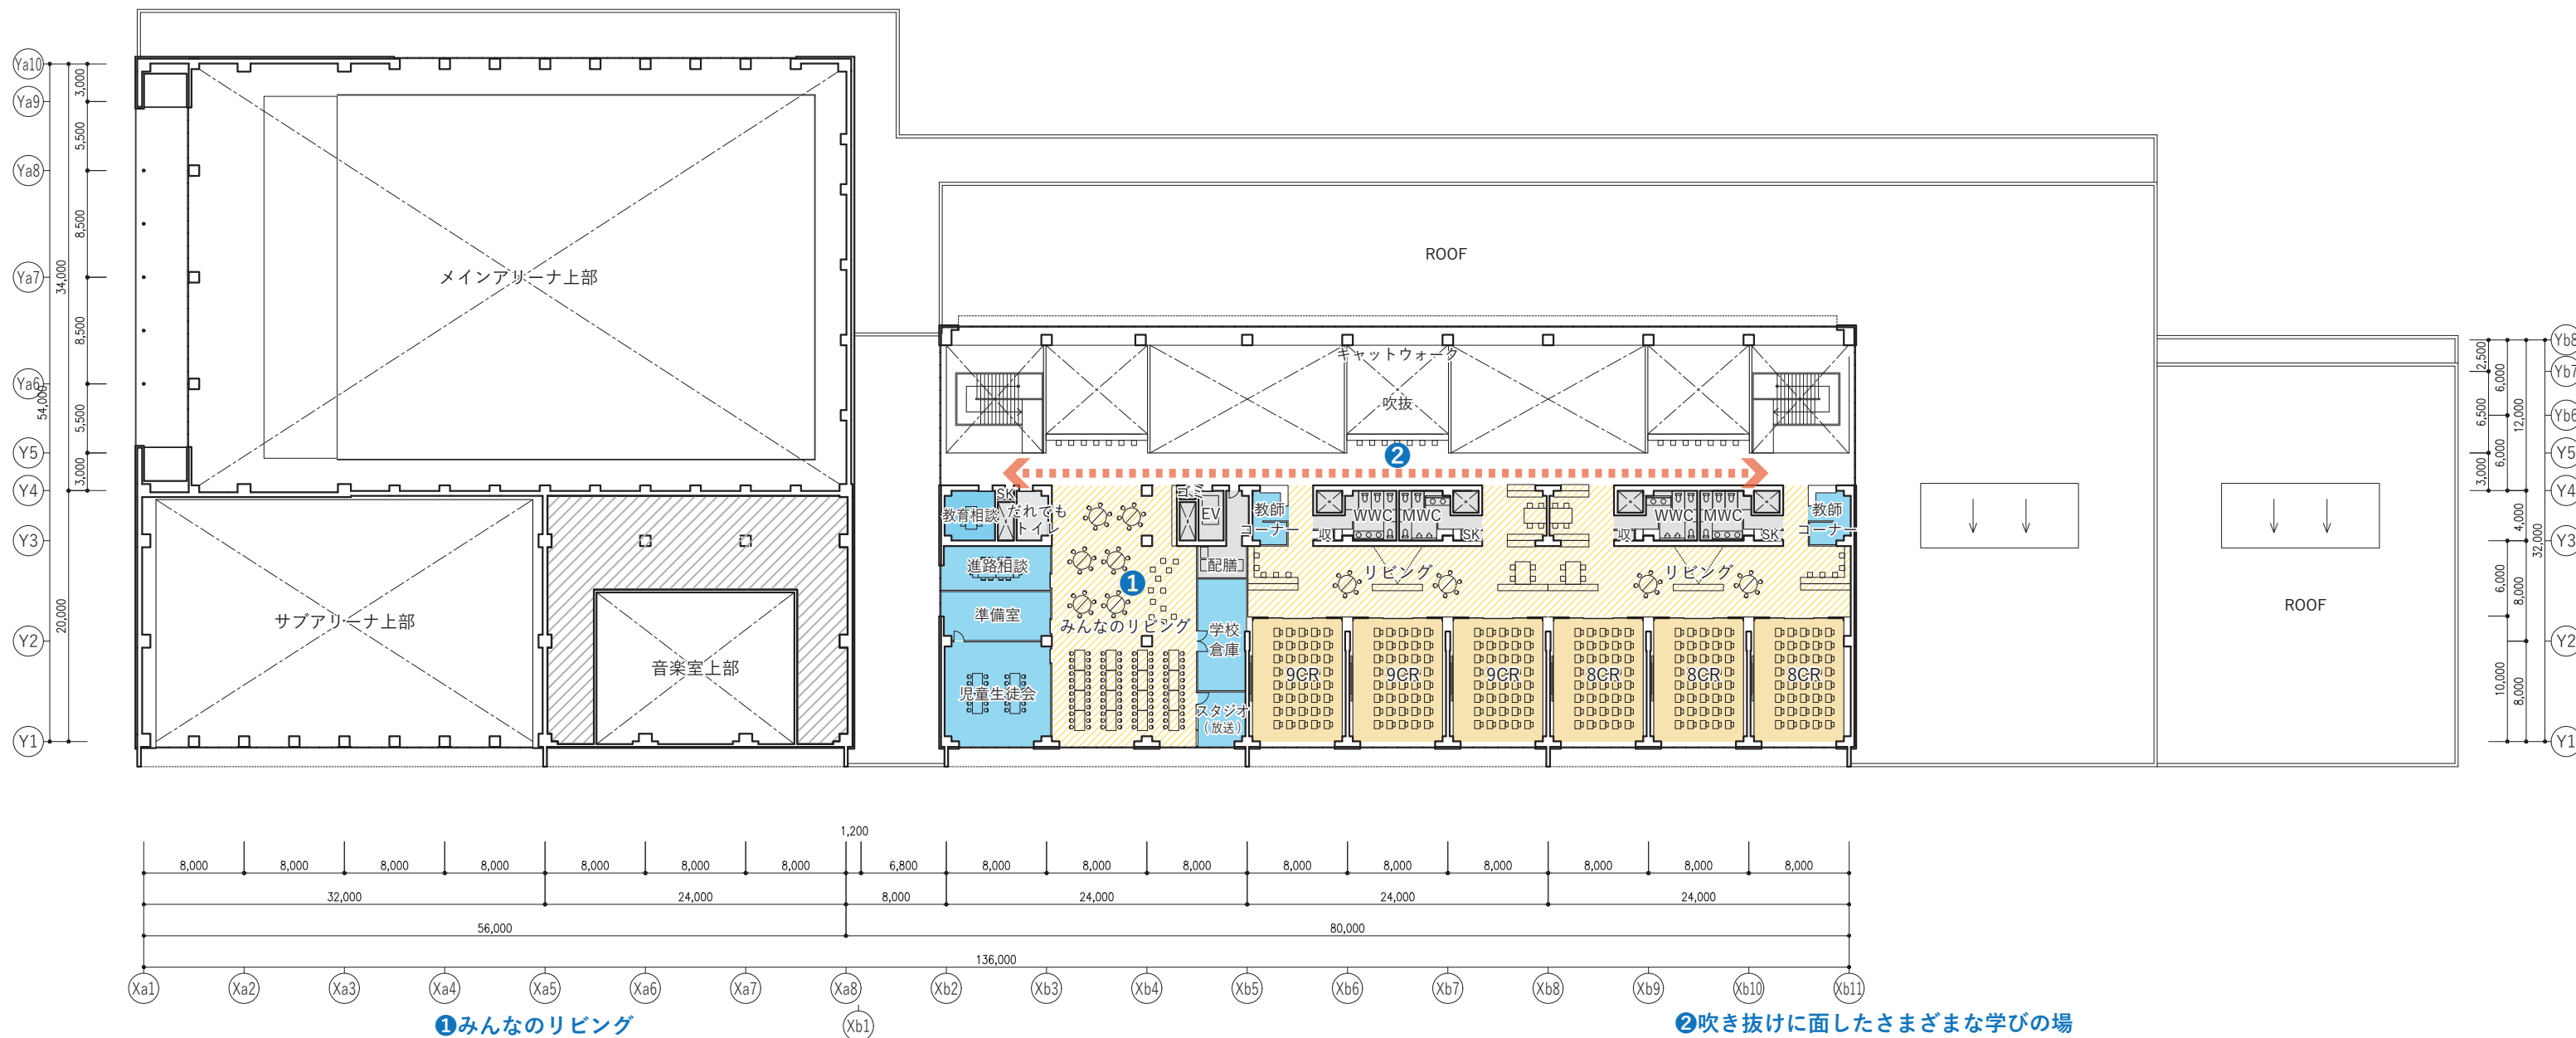 Ya10
Ya9
Ya8
Ya7
Ya6
Y5
Y4
Y3
Y2
Y1
3,000
5,500
8,500
8,500
5,500
3,000
34,000
20,000
54,000
メインアリーナ上部
サブアリーナ上部
音楽室上部
ROOF
キャットウォーク
吹抜
2
教育相談
SK
だれでも
トイレ
ゴミ
EV
教師
コーナー
収
WWC
MWC
SK
収
WWC
MWC
SK
教師
コーナー
進路相談
1
配膳
リビング
リビング
準備室
みんなのリビング
学校
倉庫
児童生徒会
スタジオ
(放送)
9CR
9CR
9CR
8CR
8CR
8CR
ROOF
Yb8
Yb7
Yb6
Y5
Y4
Y3
Y2
Y1
2,500
6,500
3,000
6,000
6,000
12,000
4,000
6,000
8,000
10,000
8,000
32,000
1,200
8,000
8,000
8,000
8,000
8,000
8,000
8,000
6,800
8,000
8,000
8,000
8,000
8,000
8,000
8,000
8,000
8,000
32,000
24,000
8,000
24,000
24,000
24,000
56,000
80,000
136,000
Xa1
Xa2
Xa3
Xa4
Xa5
Xa6
Xa7
Xa8
Xb1
Xb2
Xb3
Xb4
Xb5
Xb6
Xb7
Xb8
Xb9
Xb10
Xb11
❶みんなのリビング
❷吹き抜けに面したさまざまな学びの場